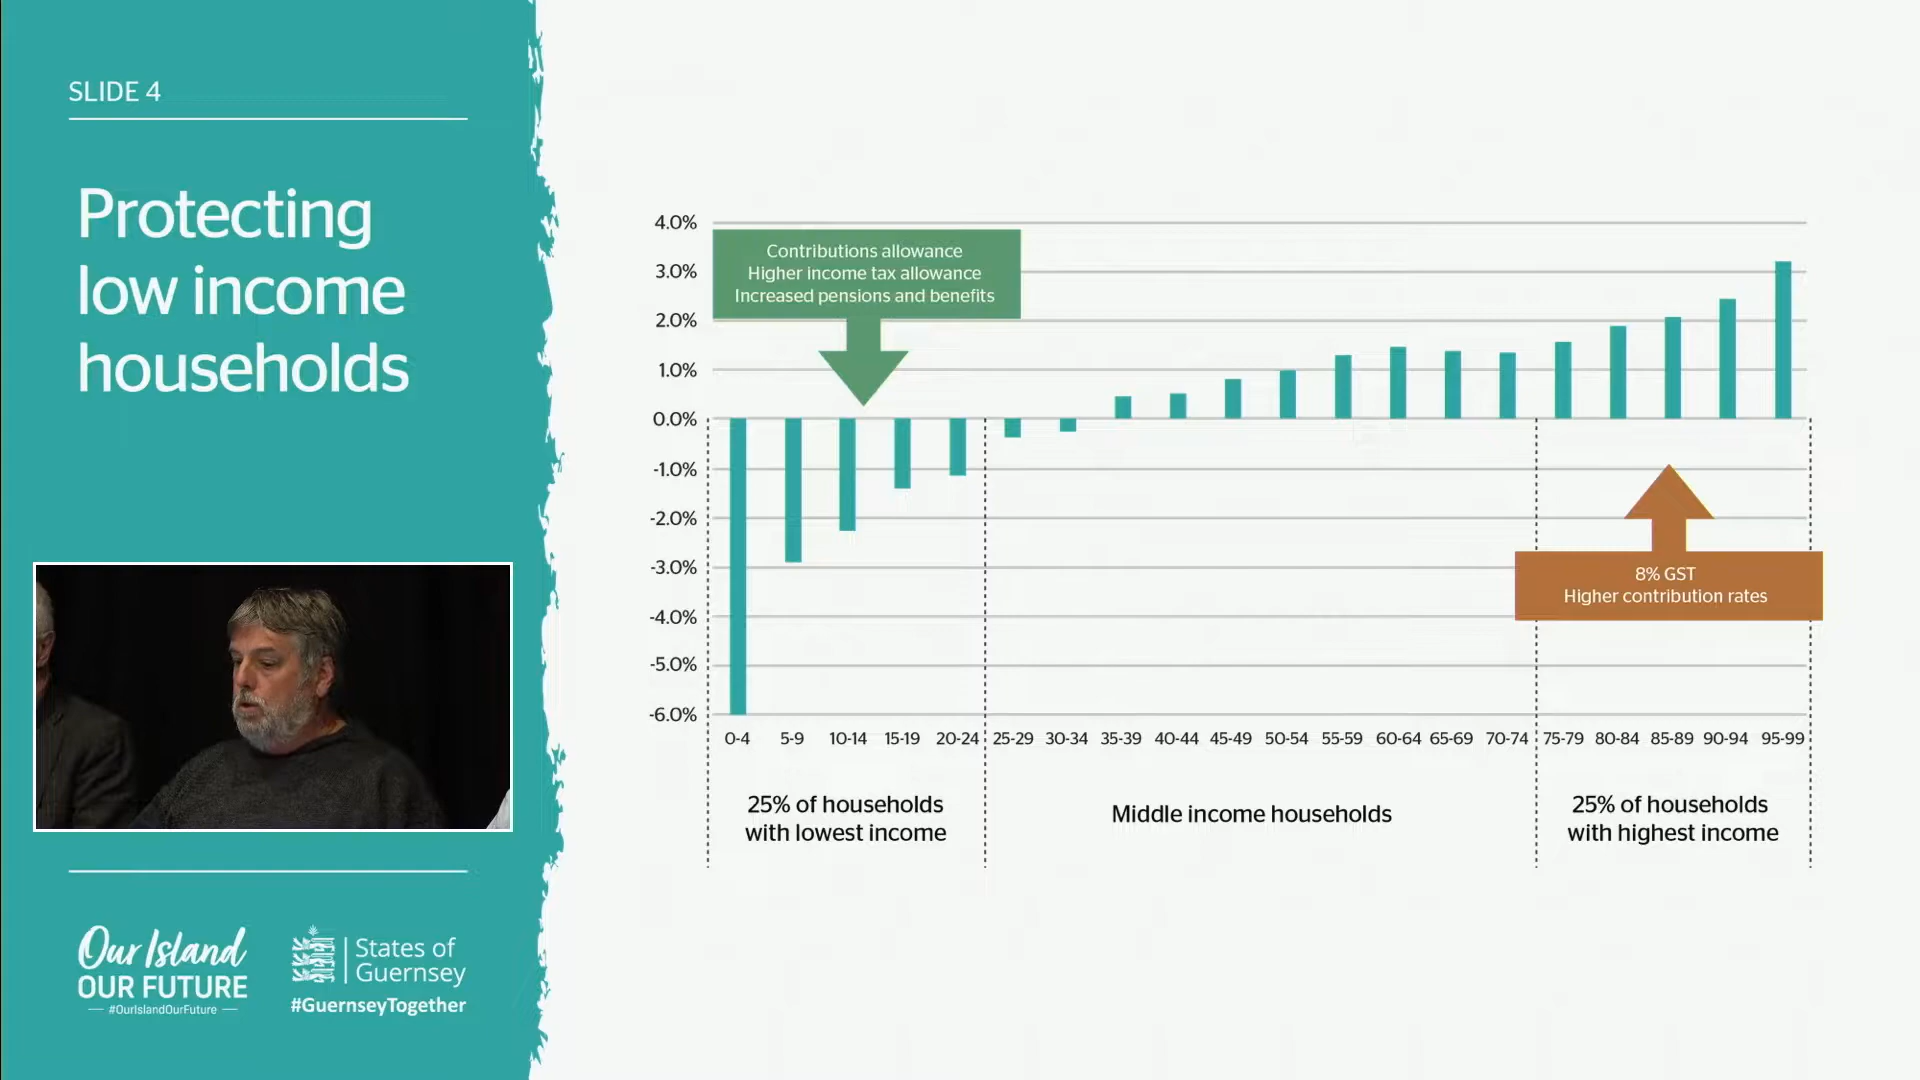 SLIDE 4
Protecting
low income
households
Our Island
OUR FUTURE
#OurIslandOurFuture
States of
Guernsey
#GuernseyTogether
4.0%
3.0%
2.0%
1.0%
0.0%
-1.0%
-2.0%
-3.0%
-4.0%
-5.0%
-6.0%
Contributions allowance
Higher income tax allowance
Increased pensions and benefits
8% GST
Higher contribution rates
0-4 5-9 10-14 15-19 20-24 25-29 30-34 35-39 40-44 45-49 50-54 55-59 60-64 65-69 70-74 75-79 80-84 85-89 90-94 95-99
25% of households
with lowest income
Middle income households
25% of households
with highest income